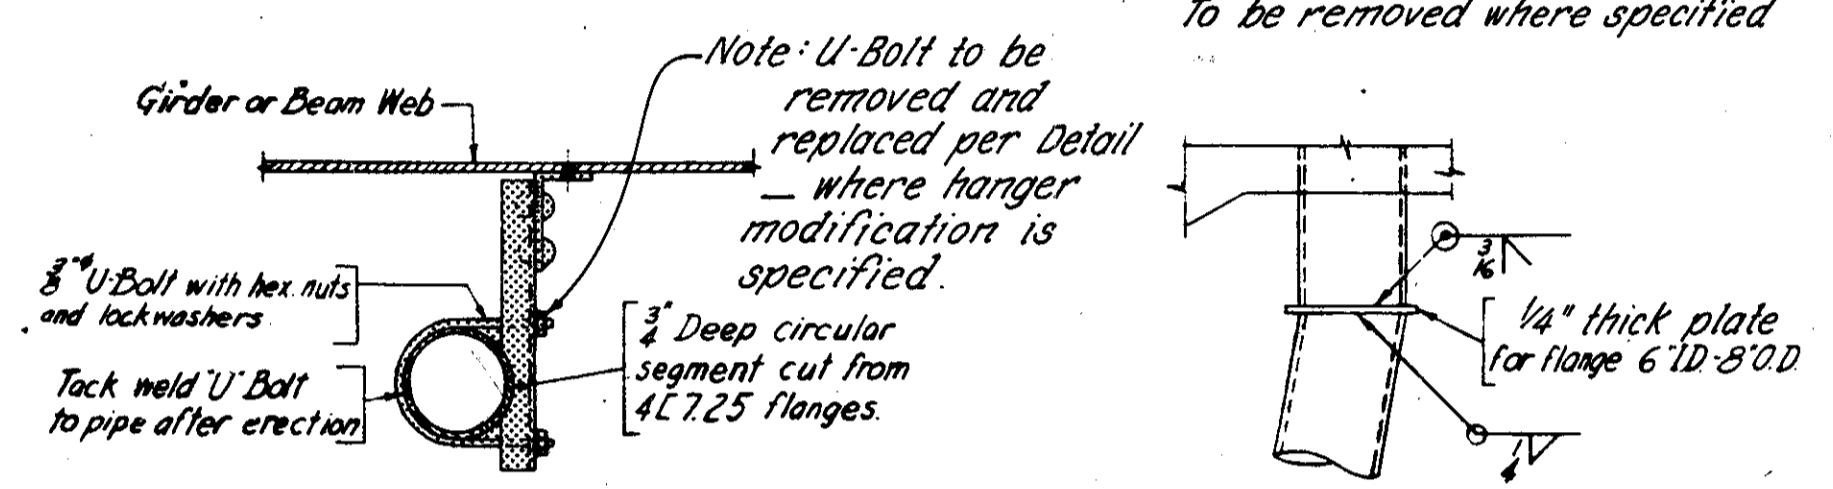 To be removed where specified
Note: U-Bolt to be
removed and
replaced per Detail
— where hanger
modification is
specified.
Girder or Beam Web
3/8"ϕ U-Bolt with hex. nuts
and lockwashers
Tack weld "U" Bolt
to pipe after erection
3/4" Deep circular
segment cut from
4[7.25 flanges.
3/16
1/4" thick plate
for flange 6"I.D.-8"O.D.
1/4